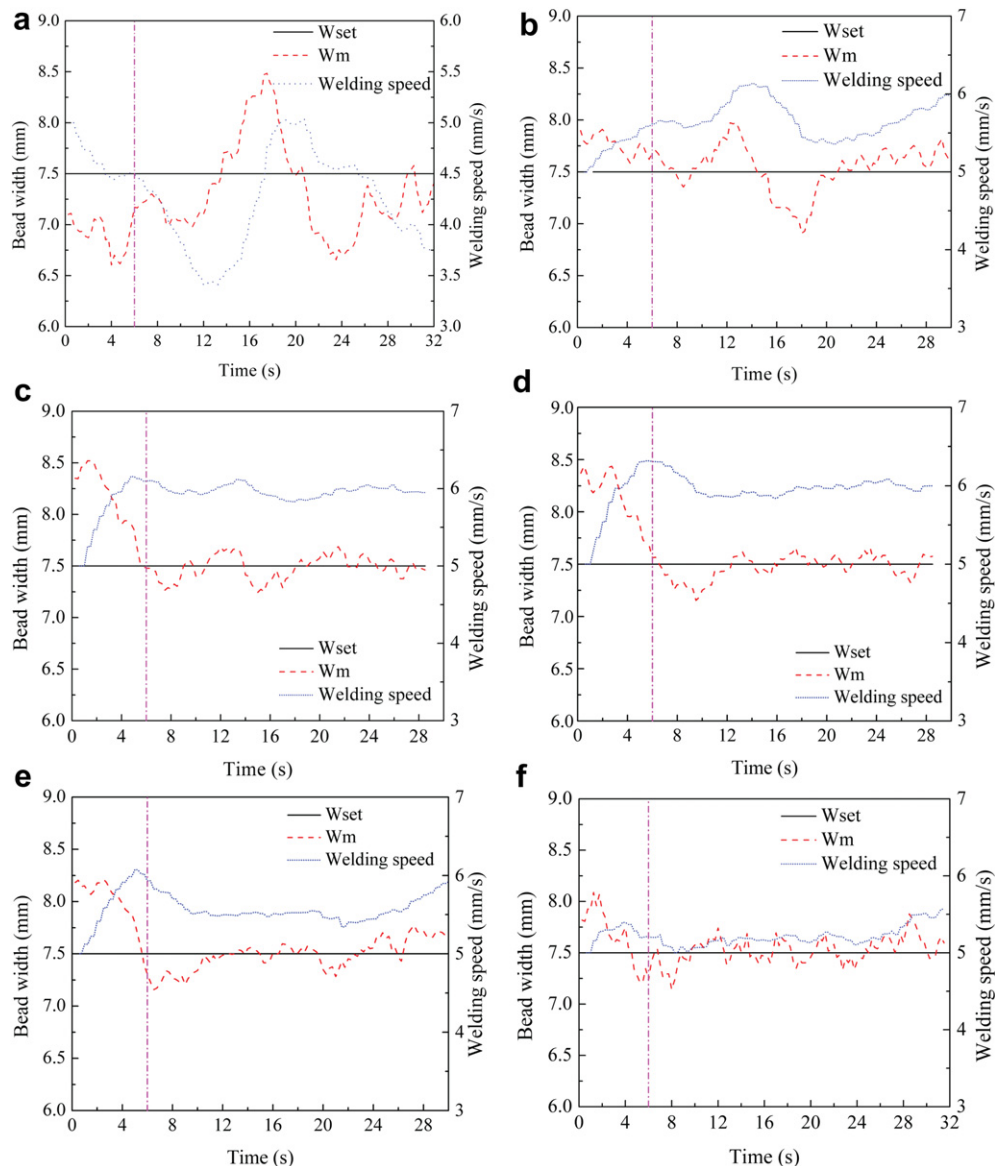 a
Wset
Wm
Welding speed
9.0
8.5
8.0
7.5
7.0
6.5
6.0
Bead width (mm)
6.0
5.5
5.0
4.5
4.0
3.5
3.0
Welding speed (mm/s)
0 4 8 12 16 20 24 28 32
Time (s)
b
Wset
Wm
Welding speed
9.0
8.5
8.0
7.5
7.0
6.5
6.0
Bead width (mm)
7
6
5
4
3
Welding speed (mm/s)
0 4 8 12 16 20 24 28
Time (s)
c
9.0
8.5
8.0
7.5
7.0
6.5
6.0
Bead width (mm)
7
6
5
4
3
Welding speed (mm/s)
Wset
Wm
Welding speed
0 4 8 12 16 20 24 28
Time (s)
d
9.0
8.5
8.0
7.5
7.0
6.5
6.0
Bead width (mm)
7
6
5
4
3
Welding speed (mm/s)
Wset
Wm
Welding speed
0 4 8 12 16 20 24 28
Time (s)
e
Wset
Wm
Welding speed
9.0
8.5
8.0
7.5
7.0
6.5
6.0
Bead width (mm)
7
6
5
4
3
Welding speed (mm/s)
0 4 8 12 16 20 24 28
Time (s)
f
Wset
Wm
Welding speed
9.0
8.5
8.0
7.5
7.0
6.5
6.0
Bead width (mm)
7
6
5
4
3
Welding speed (mm/s)
0 4 8 12 16 20 24 28 32
Time (s)